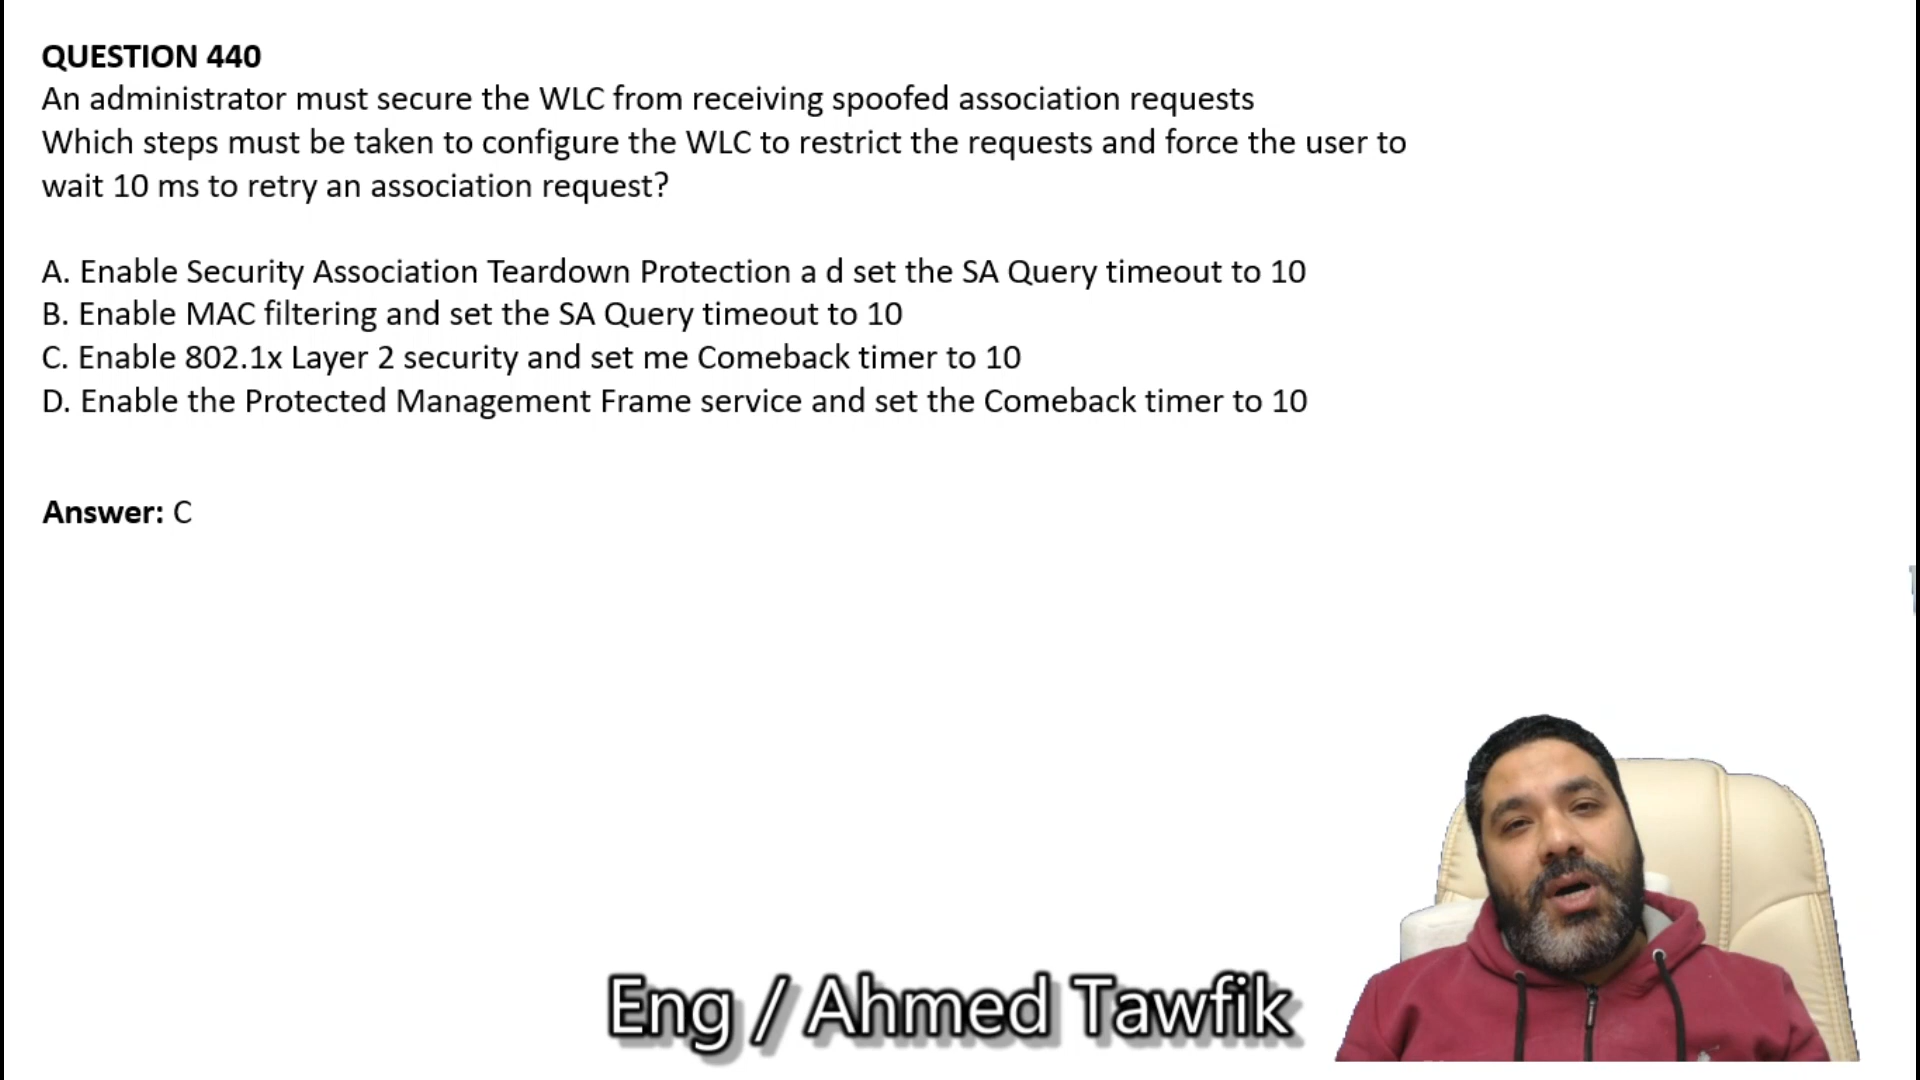 QUESTION 440
An administrator must secure the WLC from receiving spoofed association requests
Which steps must be taken to configure the WLC to restrict the requests and force the user to
wait 10 ms to retry an association request?
A. Enable Security Association Teardown Protection a d set the SA Query timeout to 10
B. Enable MAC filtering and set the SA Query timeout to 10
C. Enable 802.1x Layer 2 security and set me Comeback timer to 10
D. Enable the Protected Management Frame service and set the Comeback timer to 10
Answer: C
Eng / Ahmed Tawfik